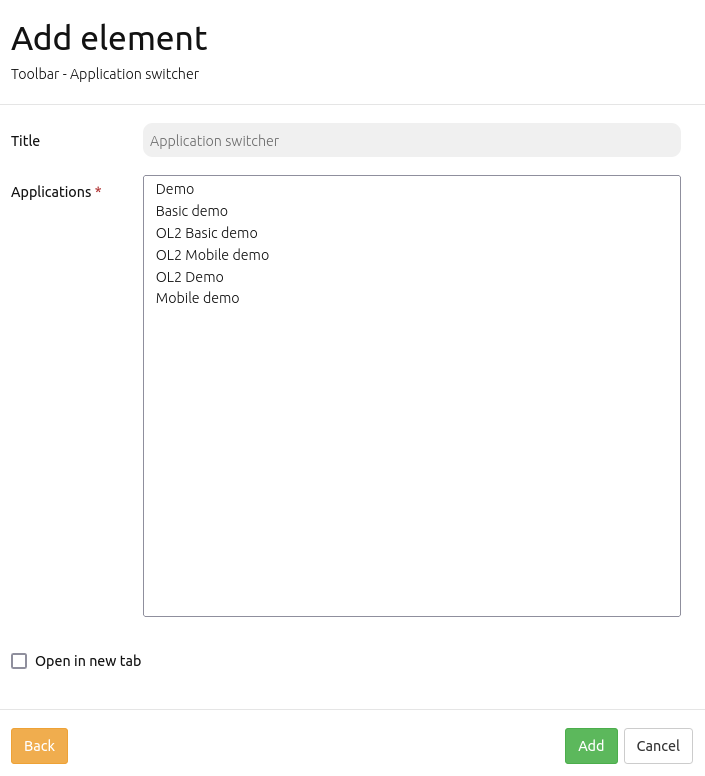 Add element
Toolbar - Application switcher
Title
Application switcher
Applications *
Demo
Basic demo
OL2 Basic demo
OL2 Mobile demo
OL2 Demo
Mobile demo
Open in new tab
Back
Add
Cancel